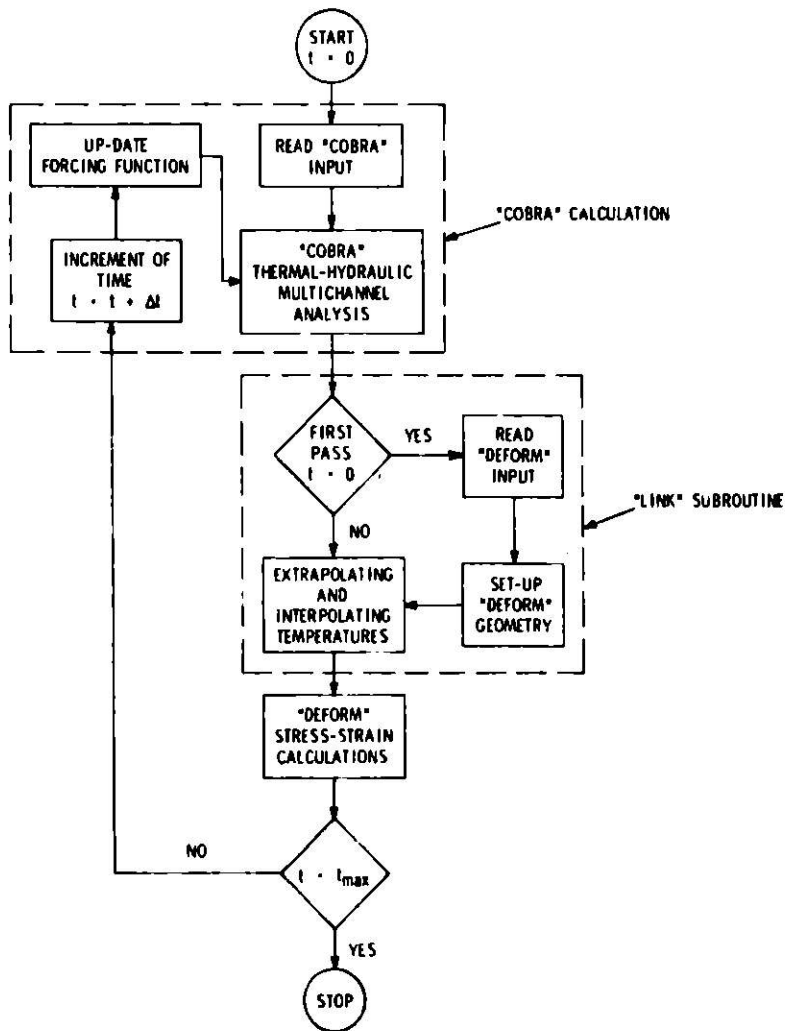 START
t = 0
UP-DATE
FORCING FUNCTION
READ "COBRA"
INPUT
"COBRA" CALCULATION
INCREMENT OF
TIME
t = t + Δt
"COBRA"
THERMAL-HYDRAULIC
MULTICHANNEL
ANALYSIS
FIRST
PASS
t = 0
YES
READ
"DEFORM"
INPUT
"LINK" SUBROUTINE
NO
EXTRAPOLATING
AND
INTERPOLATING
TEMPERATURES
SET-UP
"DEFORM"
GEOMETRY
"DEFORM"
STRESS-STRAIN
CALCULATIONS
NO
t = tmax
YES
STOP